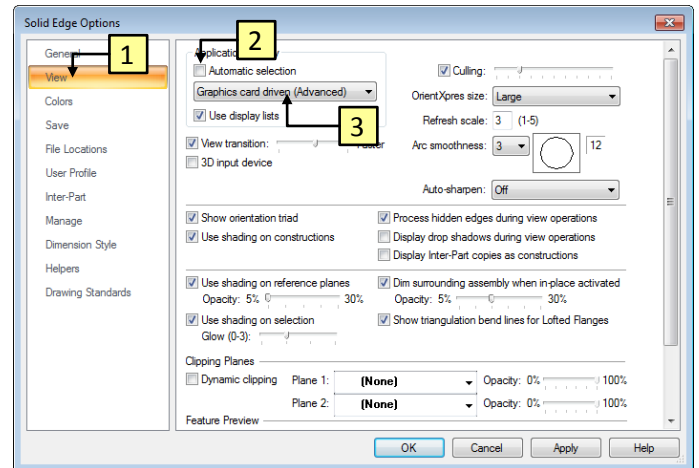 Solid Edge Options
General
View
Colors
Save
File Locations
User Profile
Inter-Part
Manage
Dimension Style
Helpers
Drawing Standards
1
2
3
Application
Automatic selection
Graphics card driven (Advanced)
Use display lists
View transition:
3D input device
Culling:
OrientXpres size: Large
Refresh scale: 3 (1-5)
Arc smoothness: 3 12
Auto-sharpen: Off
Show orientation triad
Use shading on constructions
Process hidden edges during view operations
Display drop shadows during view operations
Display Inter-Part copies as constructions
Use shading on reference planes
Opacity: 5% 30%
Use shading on selection
Glow (0-3):
Dim surrounding assembly when in-place activated
Opacity: 5% 30%
Show triangulation bend lines for Lofted Flanges
Clipping Planes
Dynamic clipping Plane 1: (None) Opacity: 0% 100%
Plane 2: (None) Opacity: 0% 100%
Feature Preview
OK Cancel Apply Help